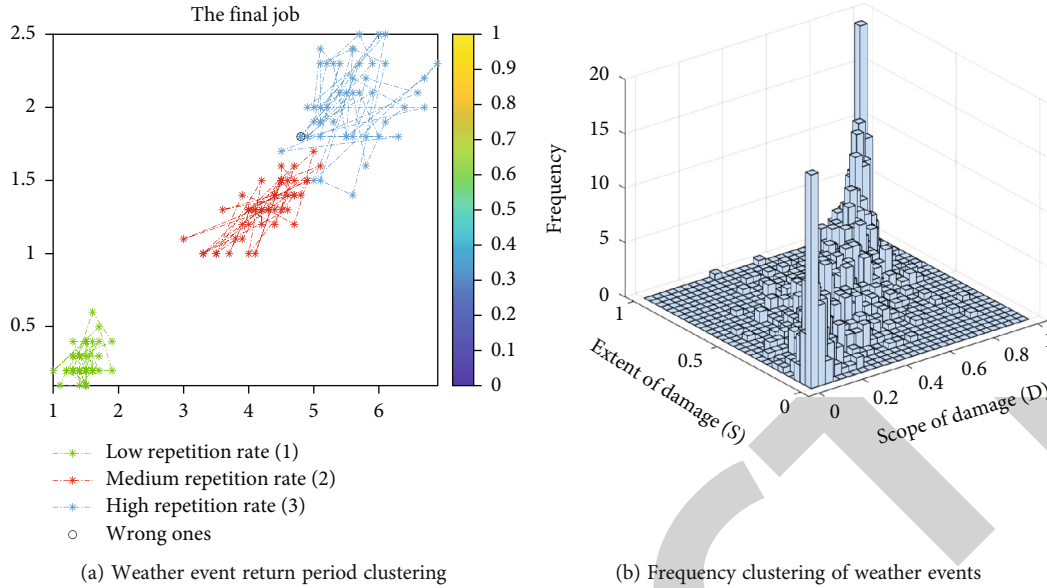 The final job
2.5
2
1.5
1
0.5
1 2 3 4 5 6
1
0.9
0.8
0.7
0.6
0.5
0.4
0.3
0.2
0.1
0
Low repetition rate (1)
Medium repetition rate (2)
High repetition rate (3)
Wrong ones
(a) Weather event return period clustering
20
15
10
5
0
Frequency
1
0.5
0
Extent of damage (S)
0
0.2
0.4
0.6
0.8
1
Scope of damage (D)
(b) Frequency clustering of weather events